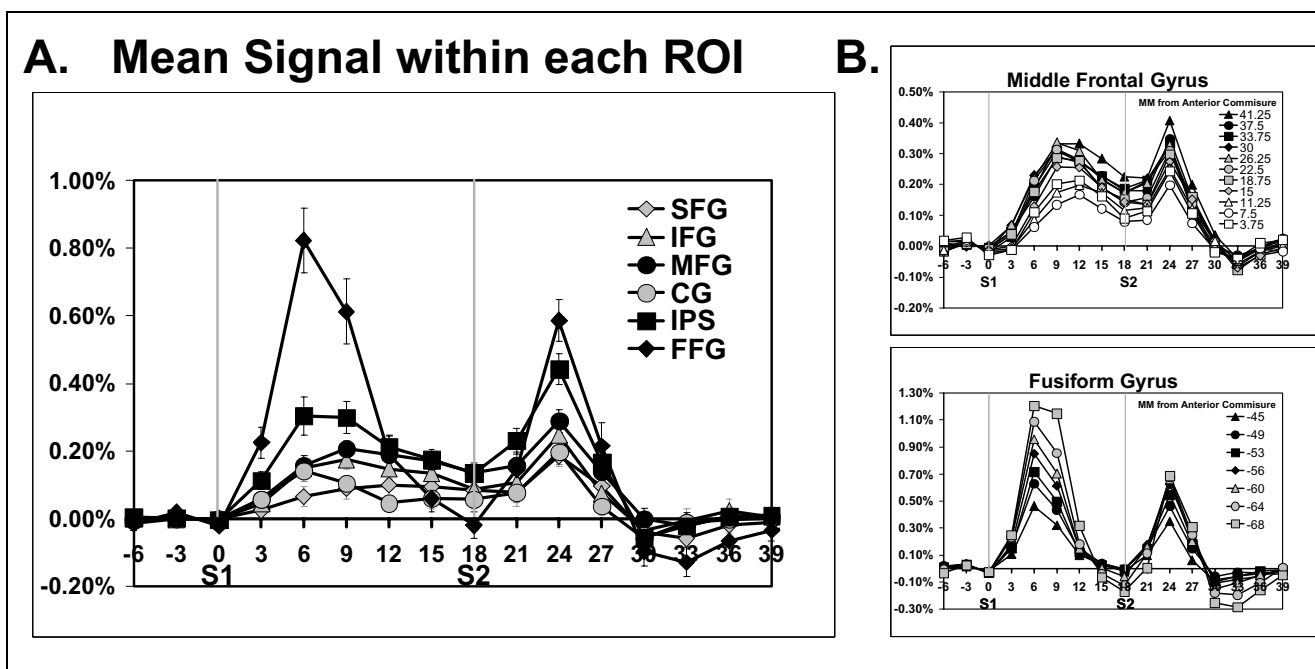 A. Mean Signal within each ROI
1.00%
0.80%
0.60%
0.40%
0.20%
0.00%
-0.20%
SFG
IFG
MFG
CG
IPS
FFG
-6 -3 0 3 6 9 12 15 18 21 24 27 30 33 36 39
S1 S2
B.
Middle Frontal Gyrus
0.50%
0.40%
0.30%
0.20%
0.10%
0.00%
-0.10%
-0.20%
MM from Anterior Commisure
41.25
37.5
33.75
30
26.25
22.5
18.75
15
11.25
7.5
3.75
-6 -3 0 3 6 9 12 15 18 21 24 27 30 36 39
S1 S2
Fusiform Gyrus
1.30%
1.10%
0.90%
0.70%
0.50%
0.30%
0.10%
-0.10%
-0.30%
MM from Anterior Commisure
-45
-49
-53
-56
-60
-64
-68
-6 -3 0 3 6 9 12 15 18 21 24 27 36 39
S1 S2